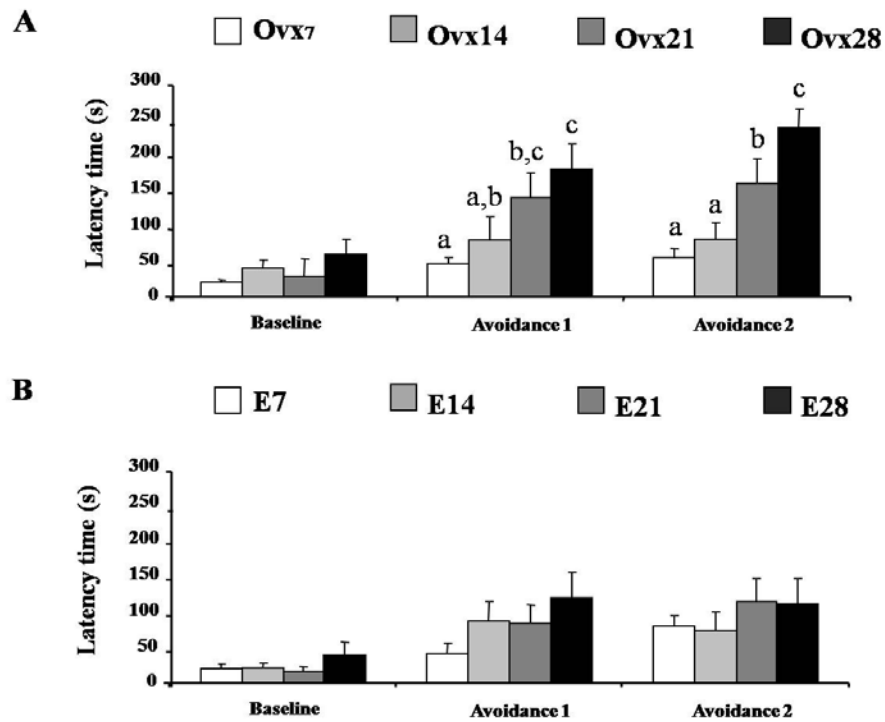 A
Ovx7 Ovx14 Ovx21 Ovx28
Latency time (s)
300
250
200
150
100
50
0
a a,b b,c c a a b c
Baseline Avoidance 1 Avoidance 2
B
E7 E14 E21 E28
Latency time (s)
300
250
200
150
100
50
0
Baseline Avoidance 1 Avoidance 2